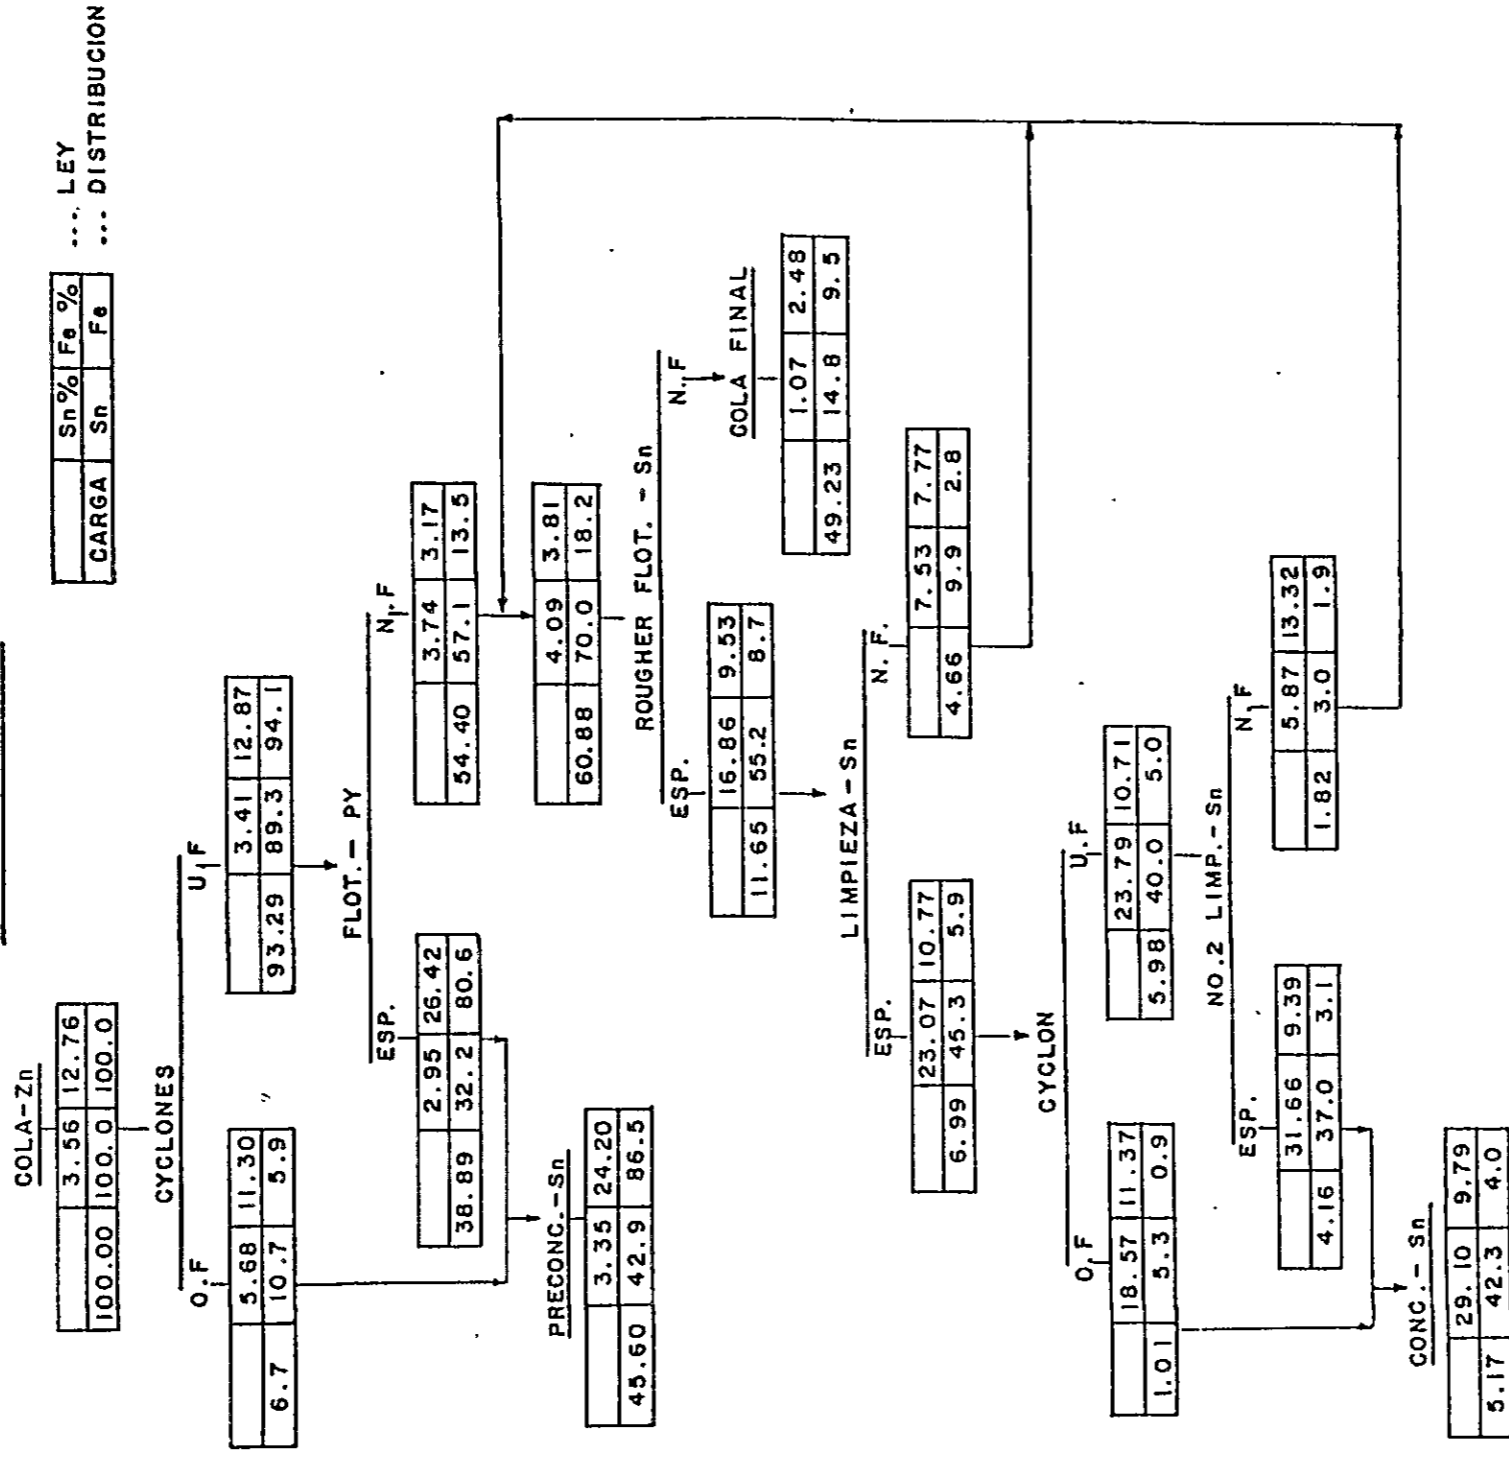 Sn% Fe % ... LEY
CARGA Sn Fe ... DISTRIBUCION
COLA-Zn
3.56 12.76
100.00 100.0 100.0
CYCLONES
O.F
5.68 11.30
6.7 10.7 5.9
U.F
3.41 12.87
93.29 89.3 94.1
FLOT.- PY
ESP.
2.95 26.42
38.89 32.2 80.6
N.F
3.74 3.17
54.40 57.1 13.5
PRECONC.-Sn
3.35 24.20
45.60 42.9 86.5
4.09 3.81
60.88 70.0 18.2
ROUGHER FLOT. - Sn
ESP.
16.86 9.53
11.65 55.2 8.7
N.F
COLA FINAL
1.07 2.48
49.23 14.8 9.5
LIMPIEZA-Sn
ESP.
23.07 10.77
6.99 45.3 5.9
N.F.
7.53 7.77
4.66 9.9 2.8
CYCLON
O.F
18.57 11.37
1.01 5.3 0.9
U.F
23.79 10.71
5.98 40.0 5.0
NO.2 LIMP.-Sn
ESP.
31.66 9.39
4.16 37.0 3.1
N.F
5.87 13.32
1.82 3.0 1.9
CONC.- Sn
29.10 9.79
5.17 42.3 4.0